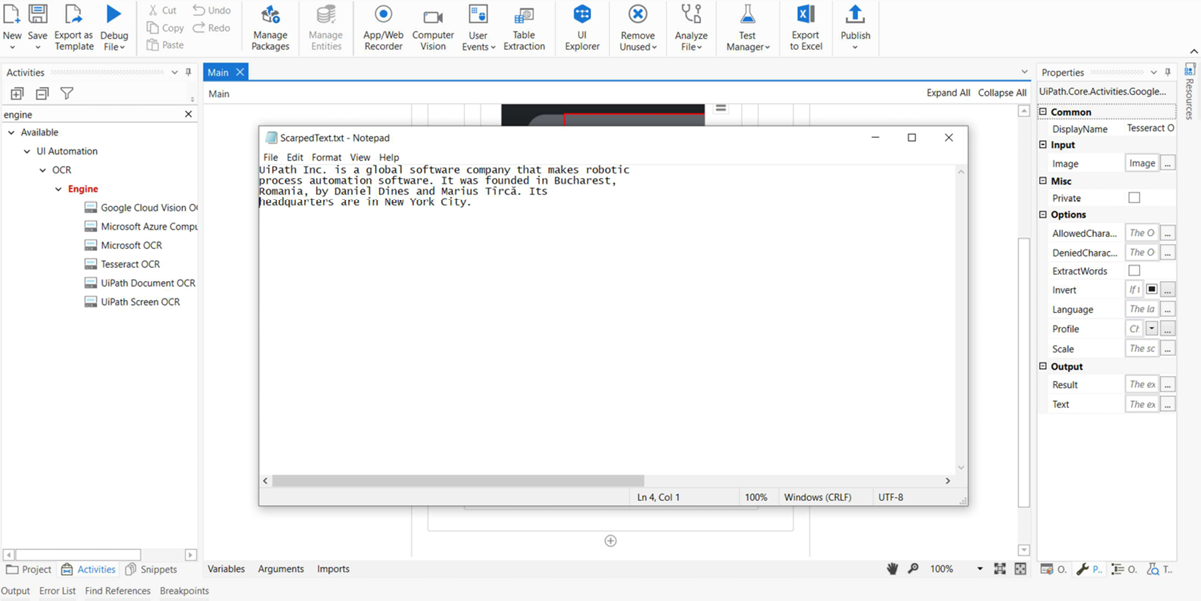 New
Save
Export as
Template
Debug
File
Cut
Copy
Paste
Undo
Redo
Manage
Packages
Manage
Entities
App/Web
Recorder
Computer
Vision
User
Events
Table
Extraction
UI
Explorer
Remove
Unused
Analyze
File
Test
Manager
Export
to Excel
Publish
Activities
engine
Available
UI Automation
OCR
Engine
Google Cloud Vision O
Microsoft Azure Compu
Microsoft OCR
Tesseract OCR
UiPath Document OCR
UiPath Screen OCR
Project
Activities
Snippets
Main
Main
Expand All
Collapse All
ScarpedText.txt - Notepad
File Edit Format View Help
UiPath Inc. is a global software company that makes robotic
process automation software. It was founded in Bucharest,
Romania, by Daniel Dines and Marius Tîrcă. Its
headquarters are in New York City.
Ln 4, Col 1
100%
Windows (CRLF)
UTF-8
Variables
Arguments
Imports
100%
Properties
UiPath.Core.Activities.Google...
Common
DisplayName Tesseract O
Input
Image Image ...
Misc
Private
Options
AllowedChara... The O ...
DeniedCharac... The O ...
ExtractWords
Invert If I ...
Language The la ...
Profile Ch ...
Scale The sc ...
Output
Result The ex ...
Text The ex ...
O.
P..
O.
T..
Resources
Output
Error List
Find References
Breakpoints